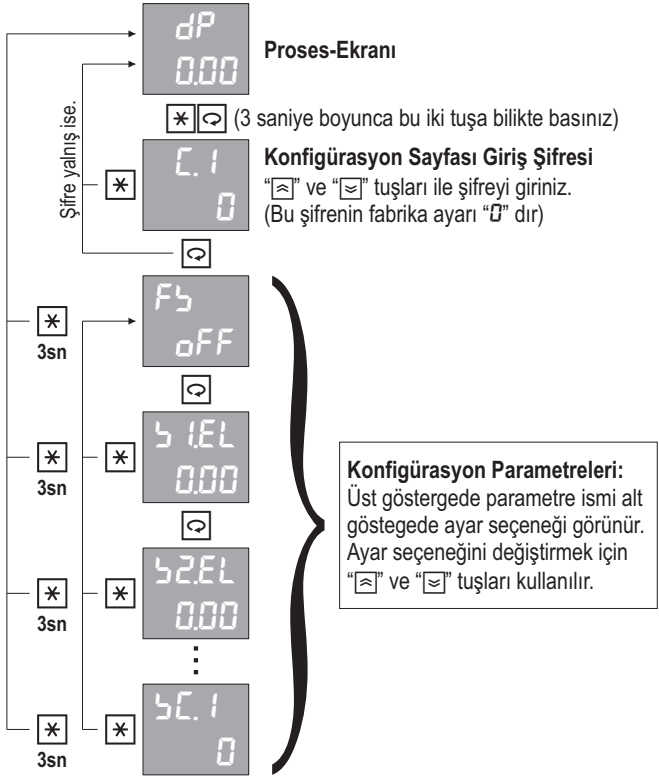 dP
0.00
Proses-Ekranı
(3 saniye boyunca bu iki tuşa bilikte basınız)
Şifre yalnış ise.
C.1
0
Konfigürasyon Sayfası Giriş Şifresi
“ ” ve “ ” tuşları ile şifreyi giriniz.
(Bu şifrenin fabrika ayarı “0” dır)
FS
oFF
3sn
S1.EL
0.00
3sn
S2.EL
0.00
3sn
SC.1
0
3sn
Konfigürasyon Parametreleri:
Üst göstergede parametre ismi alt
göstegede ayar seçeneği görünür.
Ayar seçeneğini değiştirmek için
“ ” ve “ ” tuşları kullanılır.